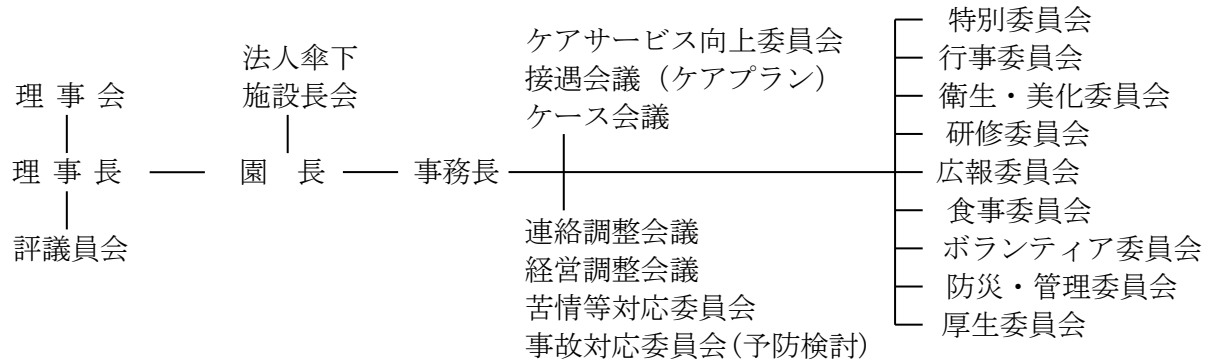 理 事 会
理 事 長
評議員会
法人傘下
施設長会
園　長
事務長
ケアサービス向上委員会
接遇会議（ケアプラン）
ケース会議
連絡調整会議
経営調整会議
苦情等対応委員会
事故対応委員会(予防検討)
特別委員会
行事委員会
衛生・美化委員会
研修委員会
広報委員会
食事委員会
ボランティア委員会
防災・管理委員会
厚生委員会